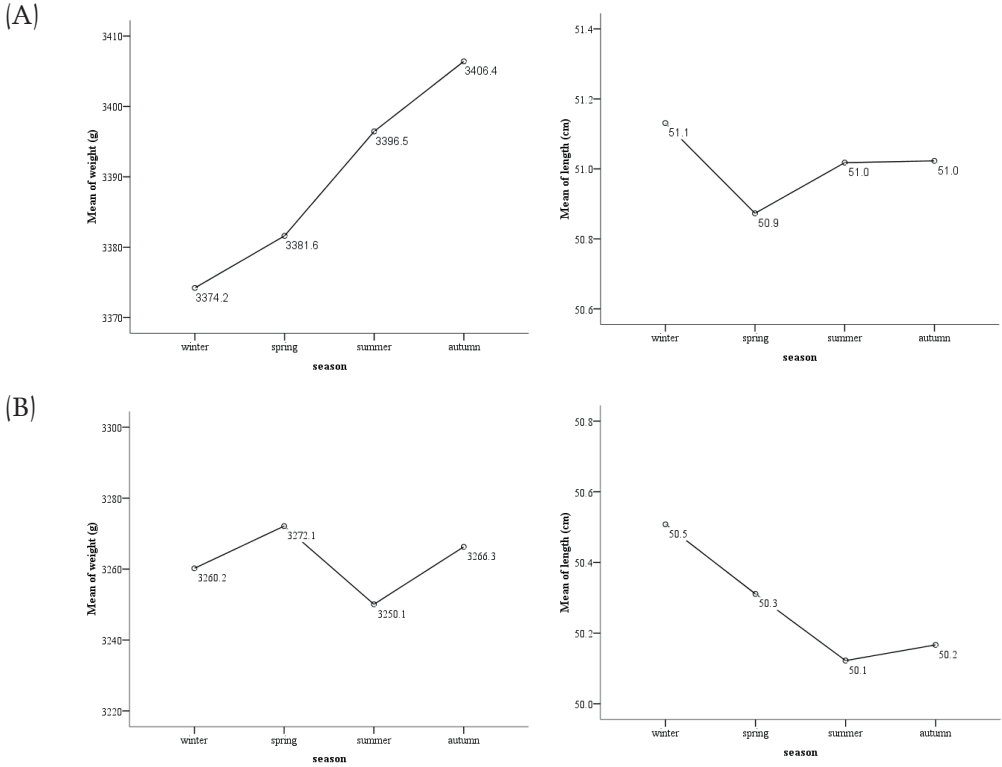 (A)
Mean of weight (g)
3410
3400
3390
3380
3370
3374.2
3381.6
3396.5
3406.4
winter spring summer autumn
season
Mean of length (cm)
51.4
51.2
51.0
50.8
50.6
51.1
50.9
51.0
51.0
winter spring summer autumn
season
(B)
Mean of weight (g)
3300
3280
3260
3240
3220
3260.2
3272.1
3250.1
3266.3
winter spring summer autumn
season
Mean of length (cm)
50.8
50.6
50.4
50.2
50.0
50.5
50.3
50.1
50.2
winter spring summer autumn
season